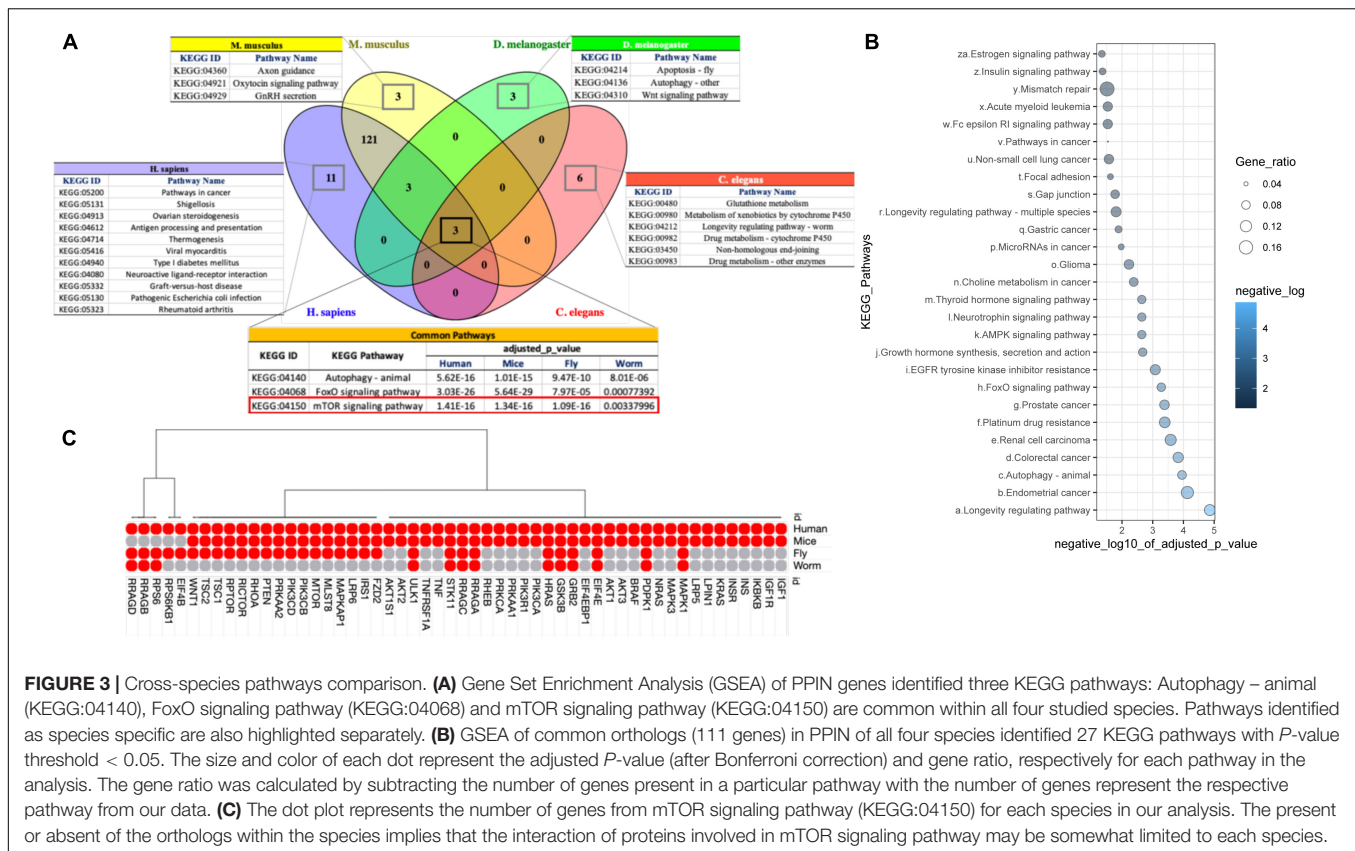 A
M. musculus
KEGG ID Pathway Name
KEGG:04360 Axon guidance
KEGG:04921 Oxytocin signaling pathway
KEGG:04929 GnRH secretion
M. musculus
D. melanogaster
D. melanogaster
KEGG ID Pathway Name
KEGG:04214 Apoptosis - fly
KEGG:04136 Autophagy - other
KEGG:04310 Wnt signaling pathway
3
3
121
0
0
11
3
0
6
0
3
0
0
0
0
H. sapiens
KEGG ID Pathway Name
KEGG:05200 Pathways in cancer
KEGG:05131 Shigellosis
KEGG:04913 Ovarian steroidogenesis
KEGG:04612 Antigen processing and presentation
KEGG:04714 Thermogenesis
KEGG:05416 Viral myocarditis
KEGG:04940 Type I diabetes mellitus
KEGG:04080 Neuroactive ligand-receptor interaction
KEGG:05332 Graft-versus-host disease
KEGG:05130 Pathogenic Escherichia coli infection
KEGG:05323 Rheumatoid arthritis
C. elegans
KEGG ID Pathway Name
KEGG:00480 Glutathione metabolism
KEGG:00980 Metabolism of xenobiotics by cytochrome P450
KEGG:04212 Longevity regulating pathway - worm
KEGG:00982 Drug metabolism - cytochrome P450
KEGG:03450 Non-homologous end-joining
KEGG:00983 Drug metabolism - other enzymes
H. sapiens
C. elegans
Common Pathways
KEGG ID KEGG Pathaway adjusted_p_value
Human Mice Fly Worm
KEGG:04140 Autophagy - animal 5.62E-16 1.01E-15 9.47E-10 8.01E-06
KEGG:04068 FoxO signaling pathway 3.03E-26 5.64E-29 7.97E-05 0.00077392
KEGG:04150 mTOR signaling pathway 1.41E-16 1.34E-16 1.09E-16 0.00337996
B
KEGG_Pathways
za.Estrogen signaling pathway
z.Insulin signaling pathway
y.Mismatch repair
x.Acute myeloid leukemia
w.Fc epsilon RI signaling pathway
v.Pathways in cancer
u.Non-small cell lung cancer
t.Focal adhesion
s.Gap junction
r.Longevity regulating pathway - multiple species
q.Gastric cancer
p.MicroRNAs in cancer
o.Glioma
n.Choline metabolism in cancer
m.Thyroid hormone signaling pathway
l.Neurotrophin signaling pathway
k.AMPK signaling pathway
j.Growth hormone synthesis, secretion and action
i.EGFR tyrosine kinase inhibitor resistance
h.FoxO signaling pathway
g.Prostate cancer
f.Platinum drug resistance
e.Renal cell carcinoma
d.Colorectal cancer
c.Autophagy - animal
b.Endometrial cancer
a.Longevity regulating pathway
2 3 4 5
negative_log10_of_adjusted_p_value
Gene_ratio
0.04
0.08
0.12
0.16
negative_log
4
3
2
C
id
Human
Mice
Fly
Worm
id
RRAGD
RRAGB
RPS6
RPS6KB1
EIF4B
WNT1
TSC2
TSC1
RPTOR
RICTOR
RHOA
PTEN
PRKAA2
PIK3CD
PIK3CB
MTOR
MLST8
MAPKAP1
LRP6
IRS1
FZD2
AKT1S1
AKT2
ULK1
TNFRSF1A
TNF
STK11
RRAGC
RRAGA
RHEB
PRKCA
PRKAA1
PIK3R1
PIK3CA
HRAS
GSK3B
GRB2
EIF4EBP1
EIF4E
AKT1
AKT3
BRAF
PDPK1
NRAS
MAPK3
MAPK1
LRP5
LPIN1
KRAS
INSR
INS
IKBKB
IGF1R
IGF1
FIGURE 3 | Cross-species pathways comparison. (A) Gene Set Enrichment Analysis (GSEA) of PPIN genes identified three KEGG pathways: Autophagy – animal
(KEGG:04140), FoxO signaling pathway (KEGG:04068) and mTOR signaling pathway (KEGG:04150) are common within all four studied species. Pathways identified
as species specific are also highlighted separately. (B) GSEA of common orthologs (111 genes) in PPIN of all four species identified 27 KEGG pathways with P-value
threshold < 0.05. The size and color of each dot represent the adjusted P-value (after Bonferroni correction) and gene ratio, respectively for each pathway in the
analysis. The gene ratio was calculated by subtracting the number of genes present in a particular pathway with the number of genes represent the respective
pathway from our data. (C) The dot plot represents the number of genes from mTOR signaling pathway (KEGG:04150) for each species in our analysis. The present
or absent of the orthologs within the species implies that the interaction of proteins involved in mTOR signaling pathway may be somewhat limited to each species.